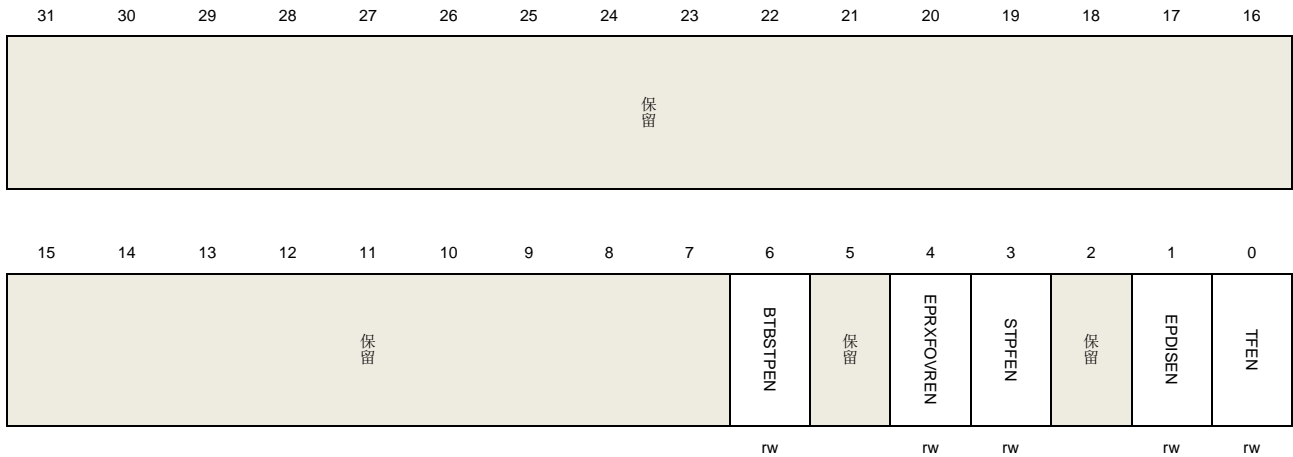 31 30 29 28 27 26 25 24 23 22 21 20 19 18 17 16
保留
15 14 13 12 11 10 9 8 7 6 5 4 3 2 1 0
保留 BTBSTPEN 保留 EPRXFOVREN STPFEN 保留 EPDISEN TFEN
rw rw rw rw rw